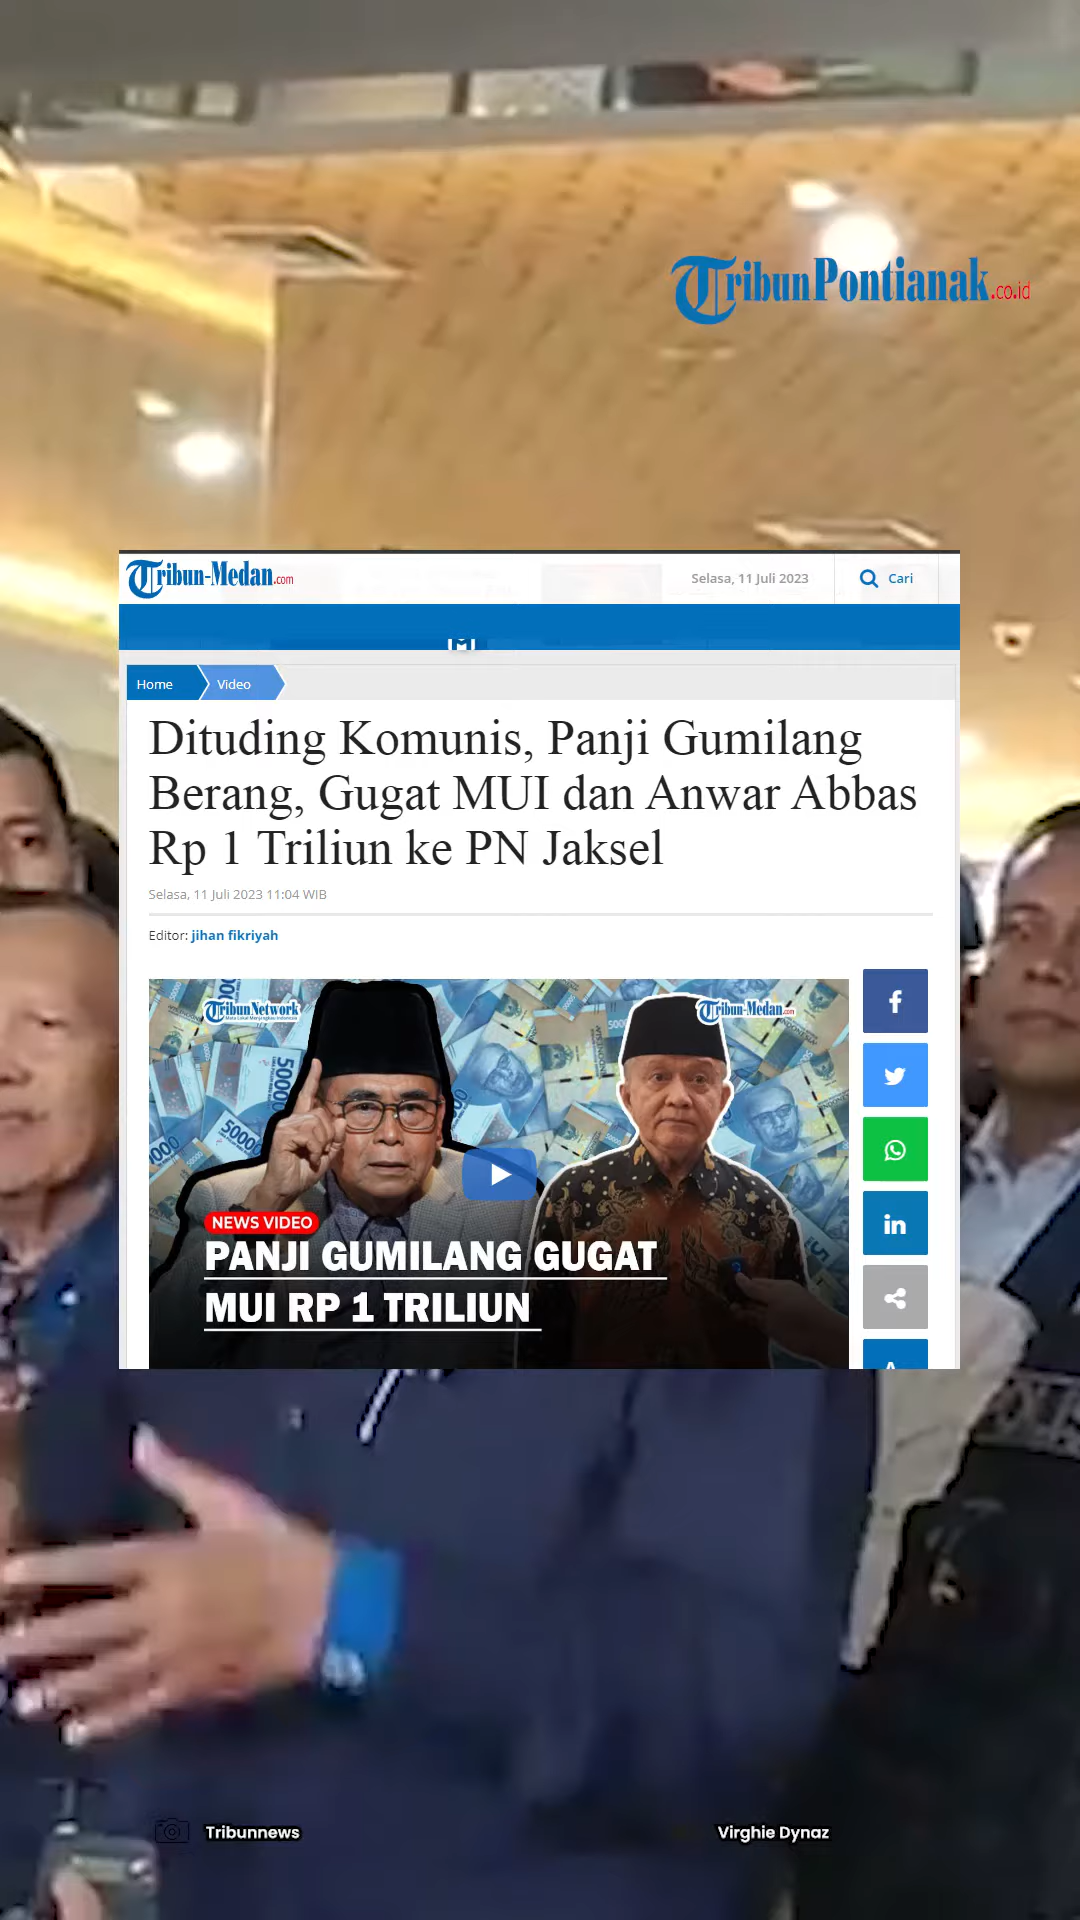 TribunPontianak.co.id
Tribun-Medan.com
Selasa, 11 Juli 2023
Cari
Home
Video
Dituding Komunis, Panji Gumilang
Berang, Gugat MUI dan Anwar Abbas
Rp 1 Triliun ke PN Jaksel
Selasa, 11 Juli 2023 11:04 WIB
Editor: jihan fikriyah
Tribun Network
Tribun-Medan.com
NEWS VIDEO
PANJI GUMILANG GUGAT
MUI RP 1 TRILIUN
Tribunnews
Virghie Dynaz